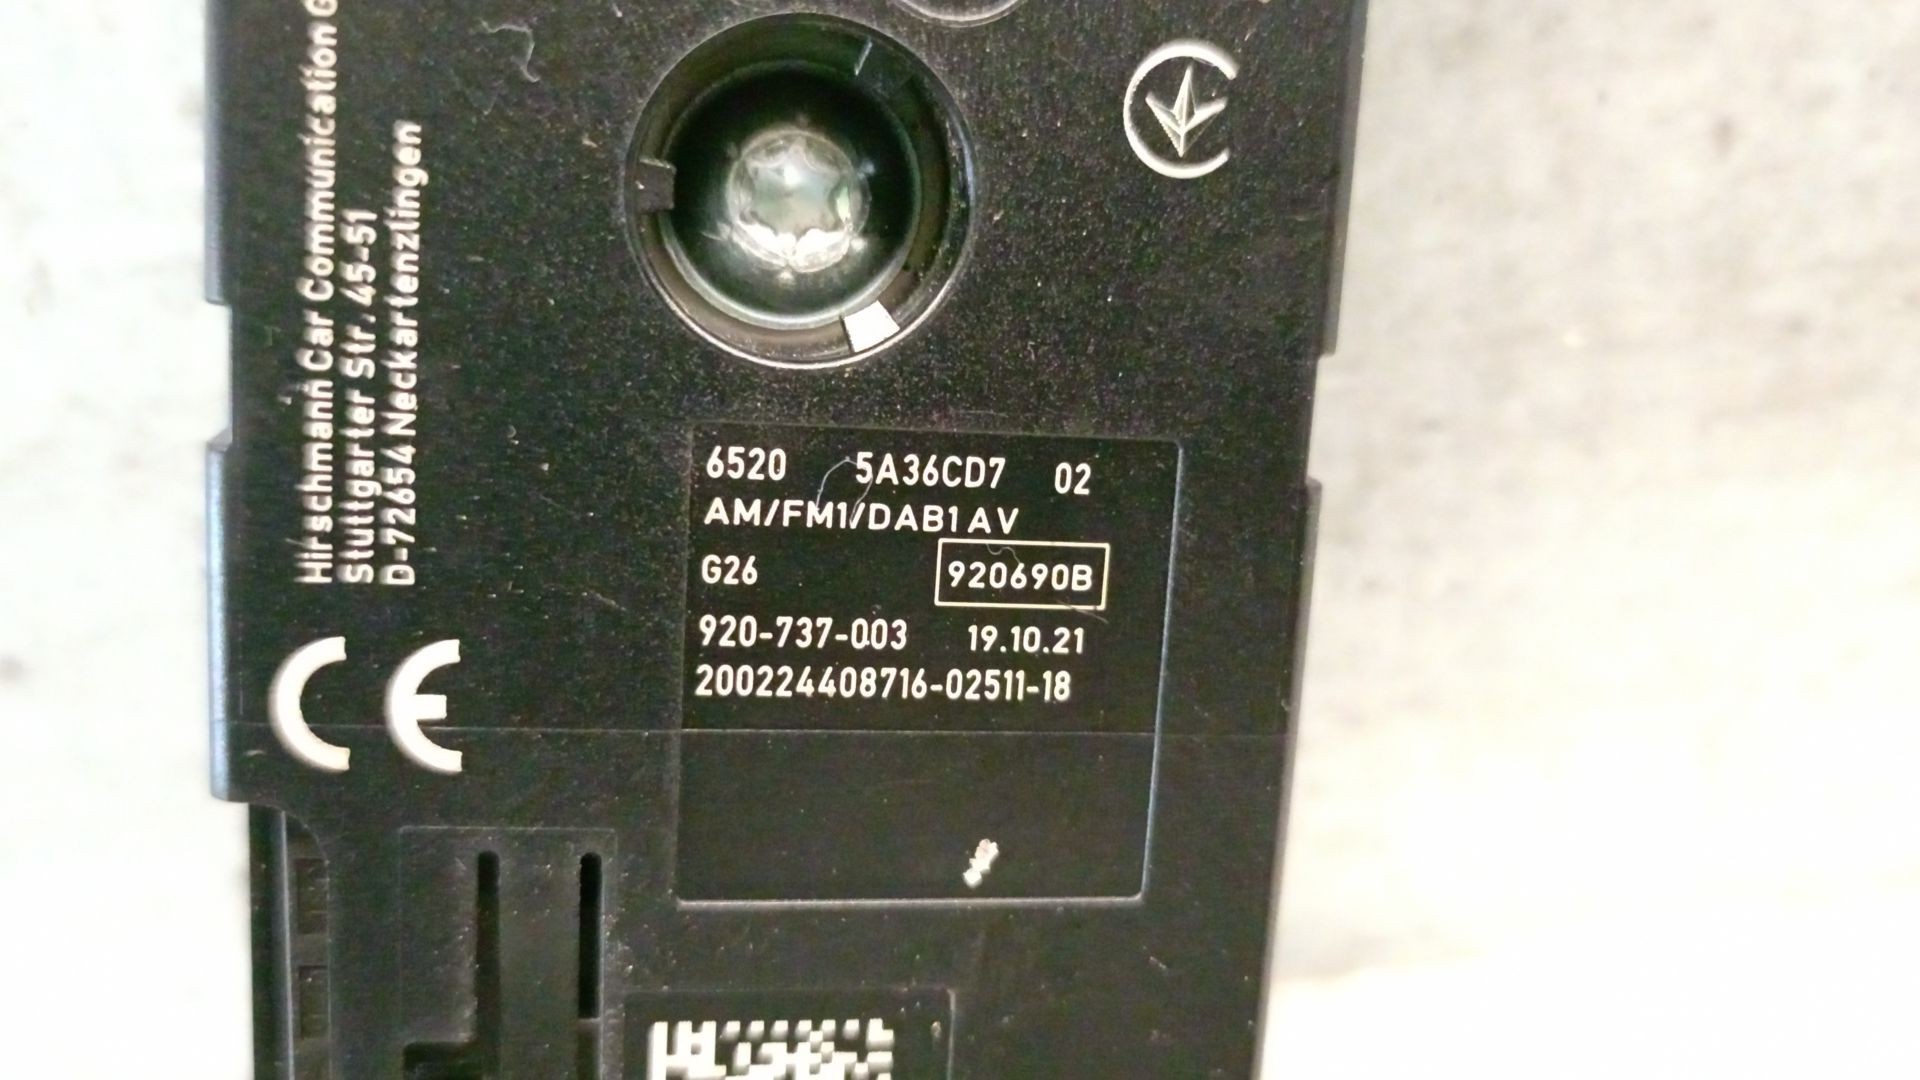 Hirschmann Car Communication G
Stuttgarter Str. 45-51
D-72654 Neckartenzlingen
6520 5A36CD7 02
AM/FM1/DAB1 AV
G26 920690B
920-737-003 19.10.21
200224408716-02511-18
CE